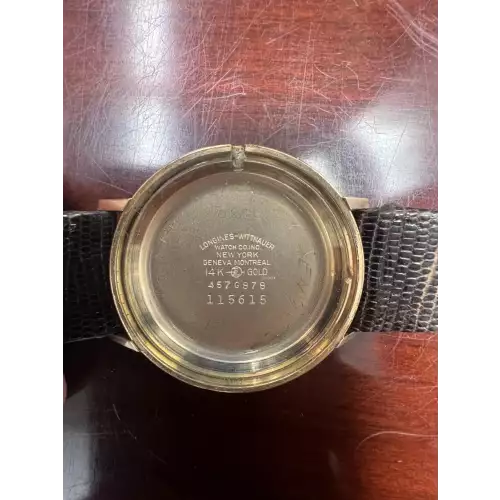 LONGINES-WITTNAUER
WATCH CO.INC.
NEW YORK
GENEVA MONTREAL
14K GOLD
4570878
115615